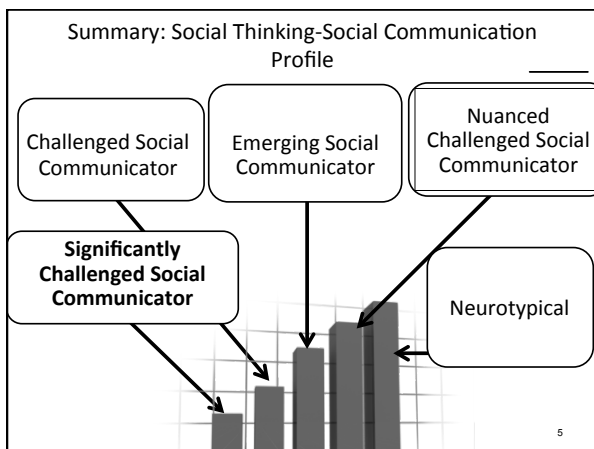 Summary: Social Thinking-Social Communication
Profile
Challenged Social
Communicator
Emerging Social
Communicator
Nuanced
Challenged Social
Communicator
Significantly
Challenged Social
Communicator
Neurotypical
5